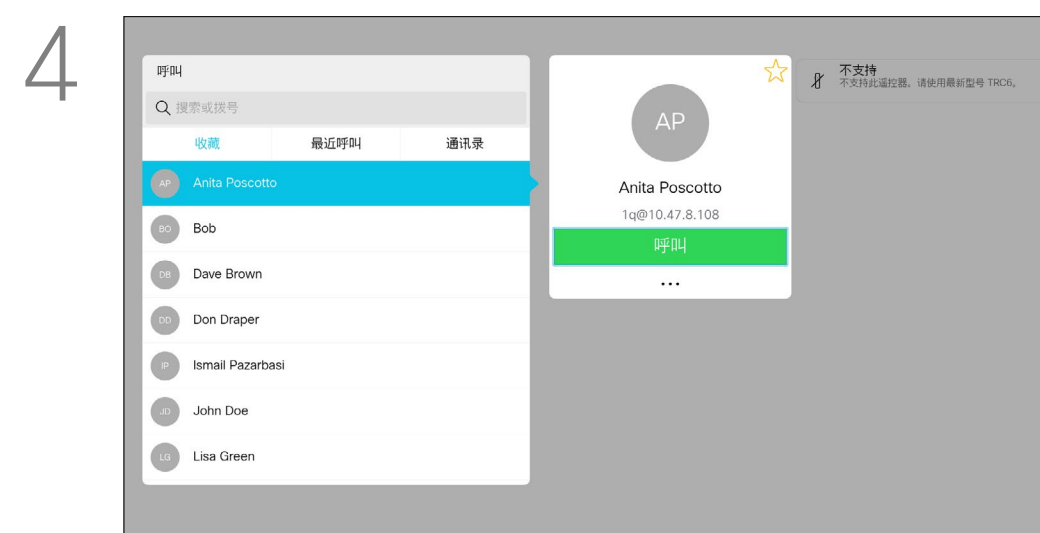 4
呼叫
搜索或拨号
收藏 最近呼叫 通讯录
AP Anita Poscotto
BO Bob
DB Dave Brown
DD Don Draper
IP Ismail Pazarbasi
JD John Doe
LG Lisa Green
AP
Anita Poscotto
1q@10.47.8.108
呼叫
...
不支持
不支持此遥控器。请使用最新型号 TRC6。